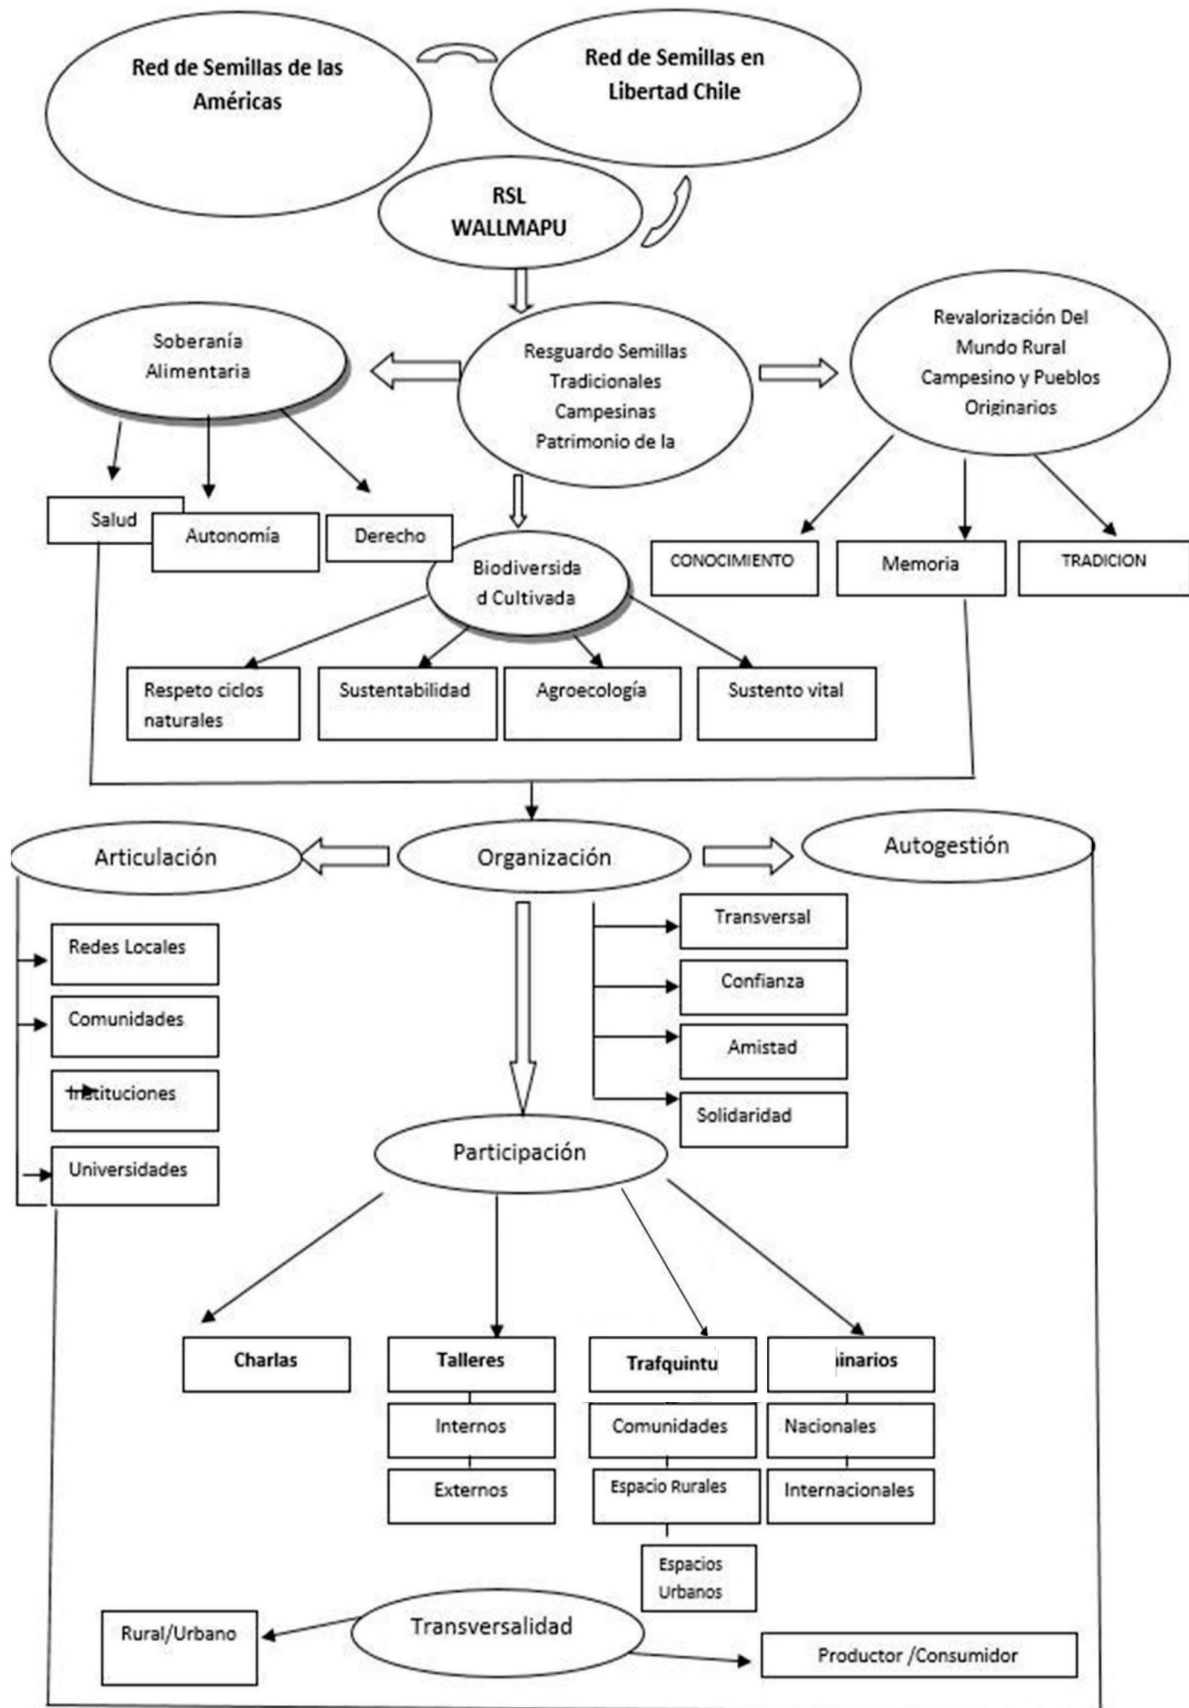 Red de Semillas de las
Américas
Red de Semillas en
Libertad Chile
RSL
WALLMAPU
Soberanía
Alimentaria
Resguardo Semillas
Tradicionales
Campesinas
Patrimonio de la
Revalorización Del
Mundo Rural
Campesino y Pueblos
Originarios
Salud
Autonomía
Derecho
Biodiversida
d Cultivada
CONOCIMIENTO
Memoria
TRADICION
Respeto ciclos
naturales
Sustentabilidad
Agroecología
Sustento vital
Articulación
Organización
Autogestión
Redes Locales
Comunidades
Universidades
Transversal
Confianza
Amistad
Solidaridad
Participación
Charlas
Talleres
Internos
Externos
Trafquintu
Comunidades
Espacio Rurales
Espacios
Urbanos
Nacionales
Internacionales
Transversalidad
Rural/Urbano
Productor /Consumidor